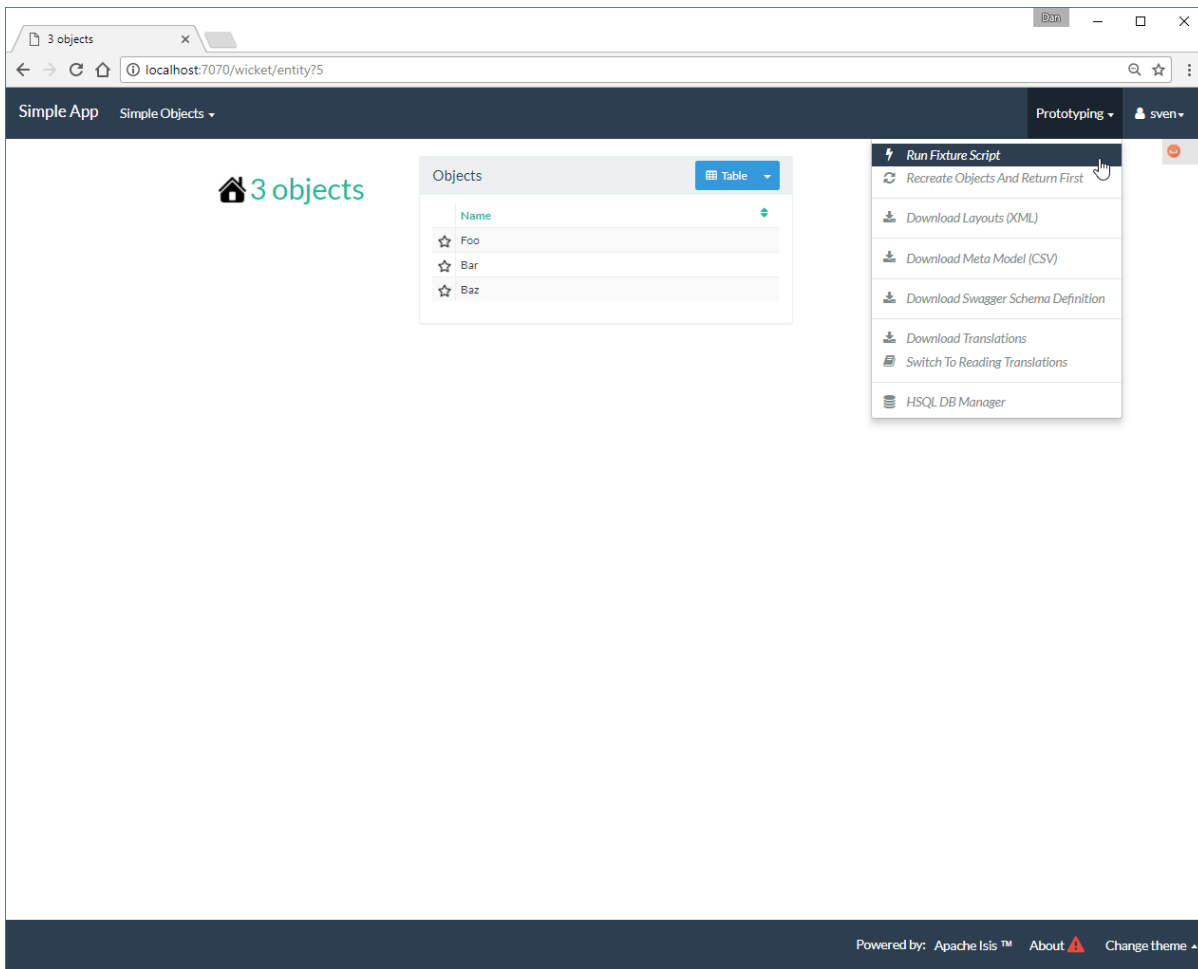 Dan
3 objects
localhost:7070/wicket/entity?5
Simple App Simple Objects Prototyping sven
3 objects
Objects
Table
Name
Foo
Bar
Baz
Run Fixture Script
Recreate Objects And Return First
Download Layouts (XML)
Download Meta Model (CSV)
Download Swagger Schema Definition
Download Translations
Switch To Reading Translations
HSQL DB Manager
Powered by: Apache Isis ™ About Change theme